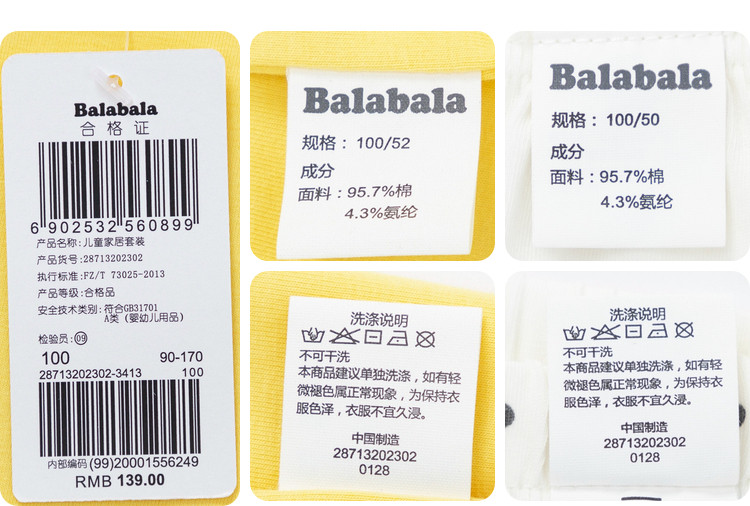 Balabala
合格证
6 902532 560899
产品名称:儿童家居套装
产品货号:28713202302
执行标准:FZ/T 73025-2013
产品等级:合格品
安全技术类别:符合GB31701
A类（婴幼儿用品）
检验员:09
100 90-170
28713202302-3413 100
内部编码 (99)20001556249
RMB 139.00
Balabala
规格：100/52
成分
面料：95.7%棉
4.3%氨纶
Balabala
规格：100/50
成分
面料：95.7%棉
4.3%氨纶
洗涤说明
不可干洗
本商品建议单独洗涤，如有轻
微褪色属正常现象，为保持衣
服色泽，衣服不宜久浸。
中国制造
28713202302
0128
洗涤说明
不可干洗
本商品建议单独洗涤，如有轻
微褪色属正常现象，为保持衣
服色泽，衣服不宜久浸。
中国制造
28713202302
0128